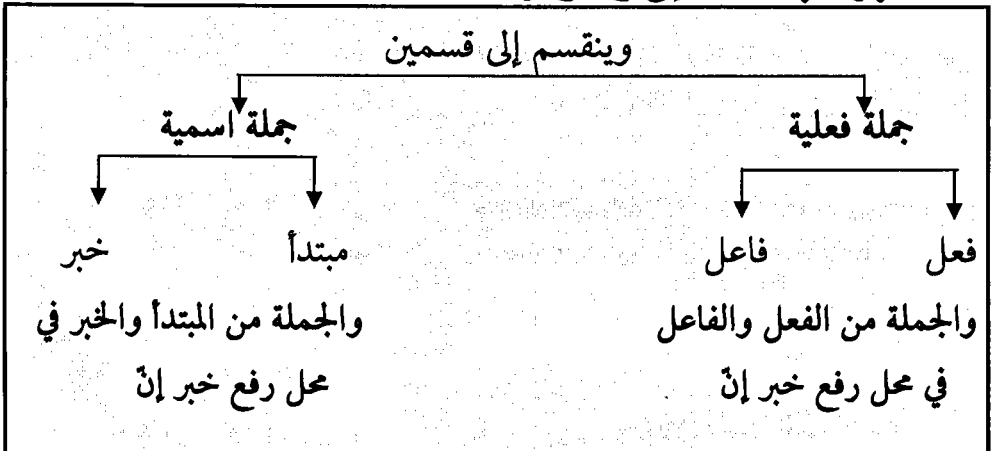 وينقسم إلى قسمين
جملة فعلية
جملة اسمية
فعل
فاعل
مبتدأ
خبر
والجملة من الفعل والفاعل
في محل رفع خبر إنّ
والجملة من المبتدأ والخبر في
محل رفع خبر إنّ